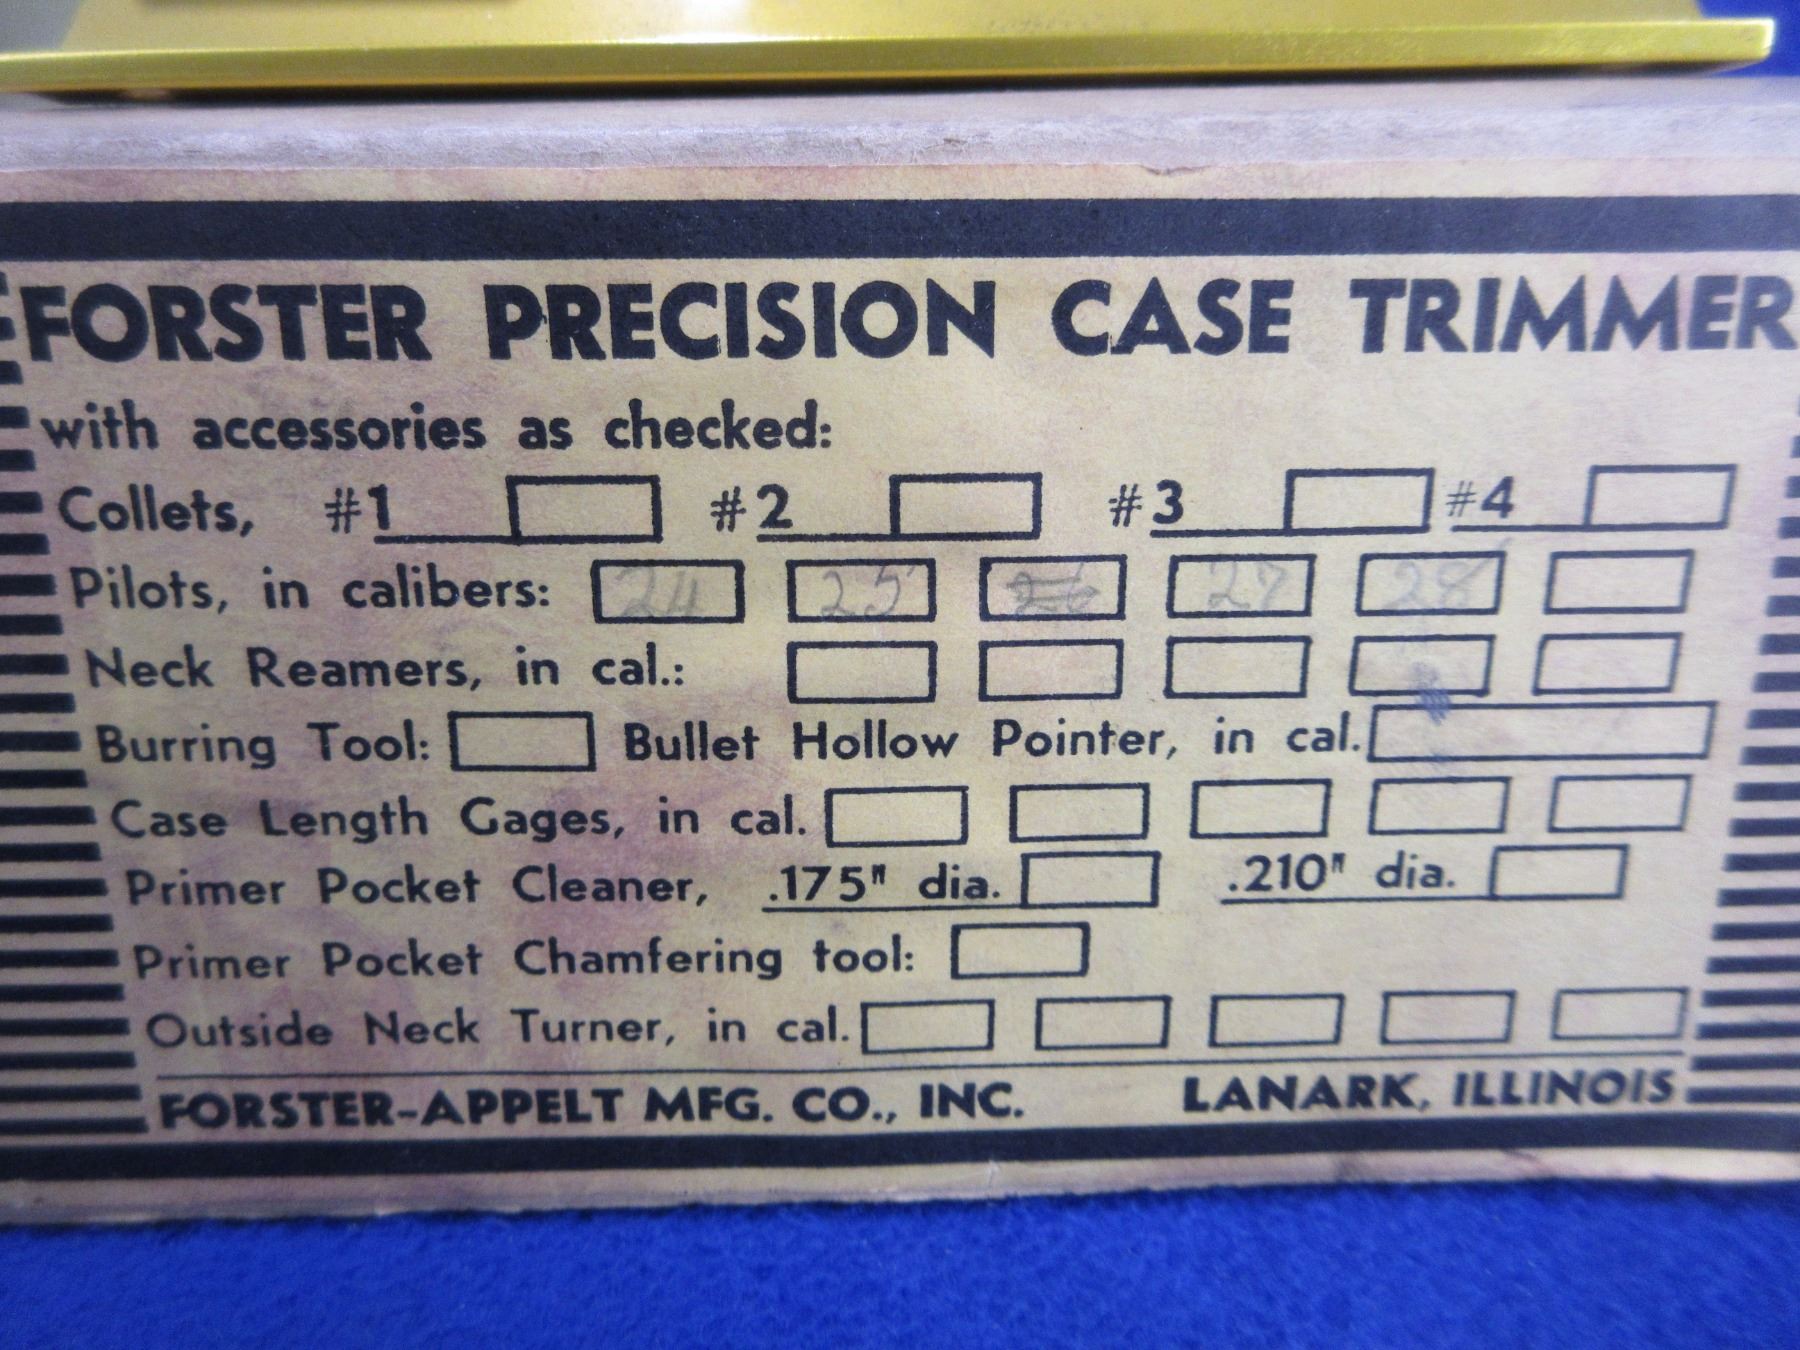 FORSTER PRECISION CASE TRIMMER
with accessories as checked:
Collets, #1 #2 #3 #4
Pilots, in calibers: 24 25 26 27 28
Neck Reamers, in cal.:
Burring Tool: Bullet Hollow Pointer, in cal.
Case Length Gages, in cal.
Primer Pocket Cleaner, .175" dia. .210" dia.
Primer Pocket Chamfering tool:
Outside Neck Turner, in cal.
FORSTER-APPELT MFG. CO., INC. LANARK, ILLINOIS